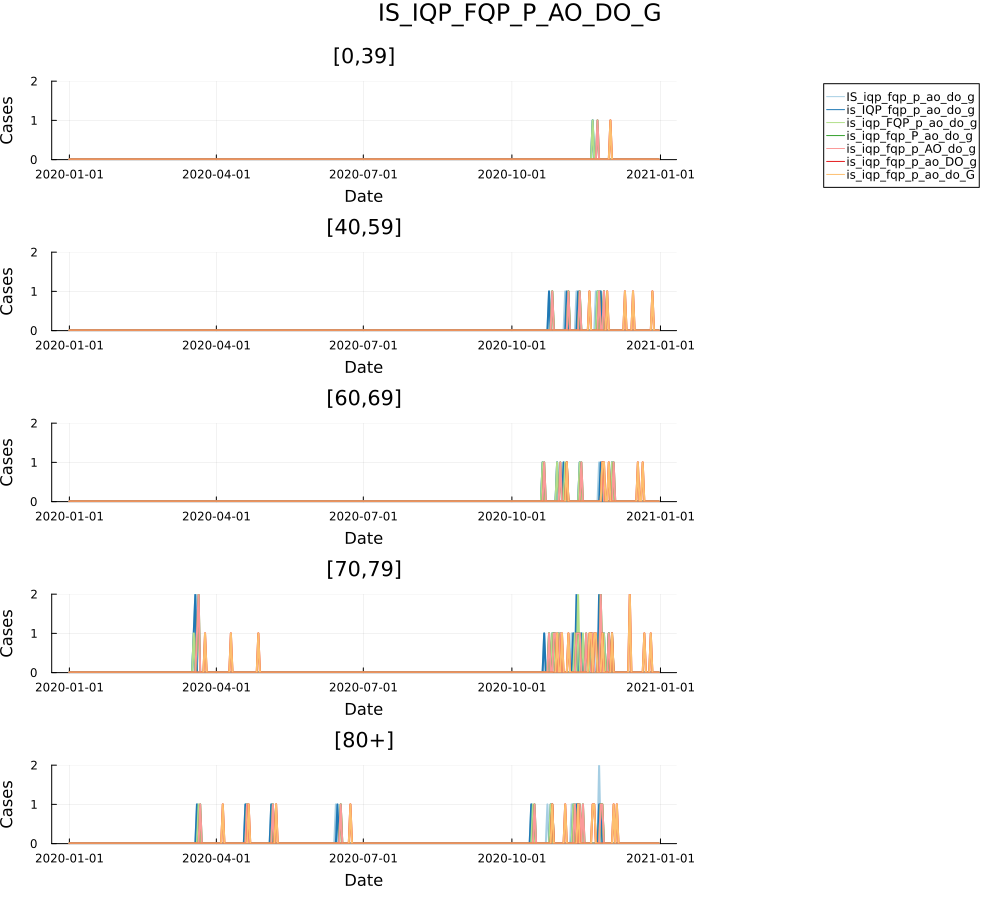 IS_IQP_FQP_P_AO_DO_G
[0,39]
2
1
0
Cases
2020-01-01 2020-04-01 2020-07-01 2020-10-01 2021-01-01
Date
IS_iqp_fqp_p_ao_do_g
is_IQP_fqp_p_ao_do_g
is_iqp_FQP_p_ao_do_g
is_iqp_fqp_P_ao_do_g
is_iqp_fqp_p_AO_do_g
is_iqp_fqp_p_ao_DO_g
is_iqp_fqp_p_ao_do_G
[40,59]
2
1
0
Cases
2020-01-01 2020-04-01 2020-07-01 2020-10-01 2021-01-01
Date
[60,69]
2
1
0
Cases
2020-01-01 2020-04-01 2020-07-01 2020-10-01 2021-01-01
Date
[70,79]
2
1
0
Cases
2020-01-01 2020-04-01 2020-07-01 2020-10-01 2021-01-01
Date
[80+]
2
1
0
Cases
2020-01-01 2020-04-01 2020-07-01 2020-10-01 2021-01-01
Date